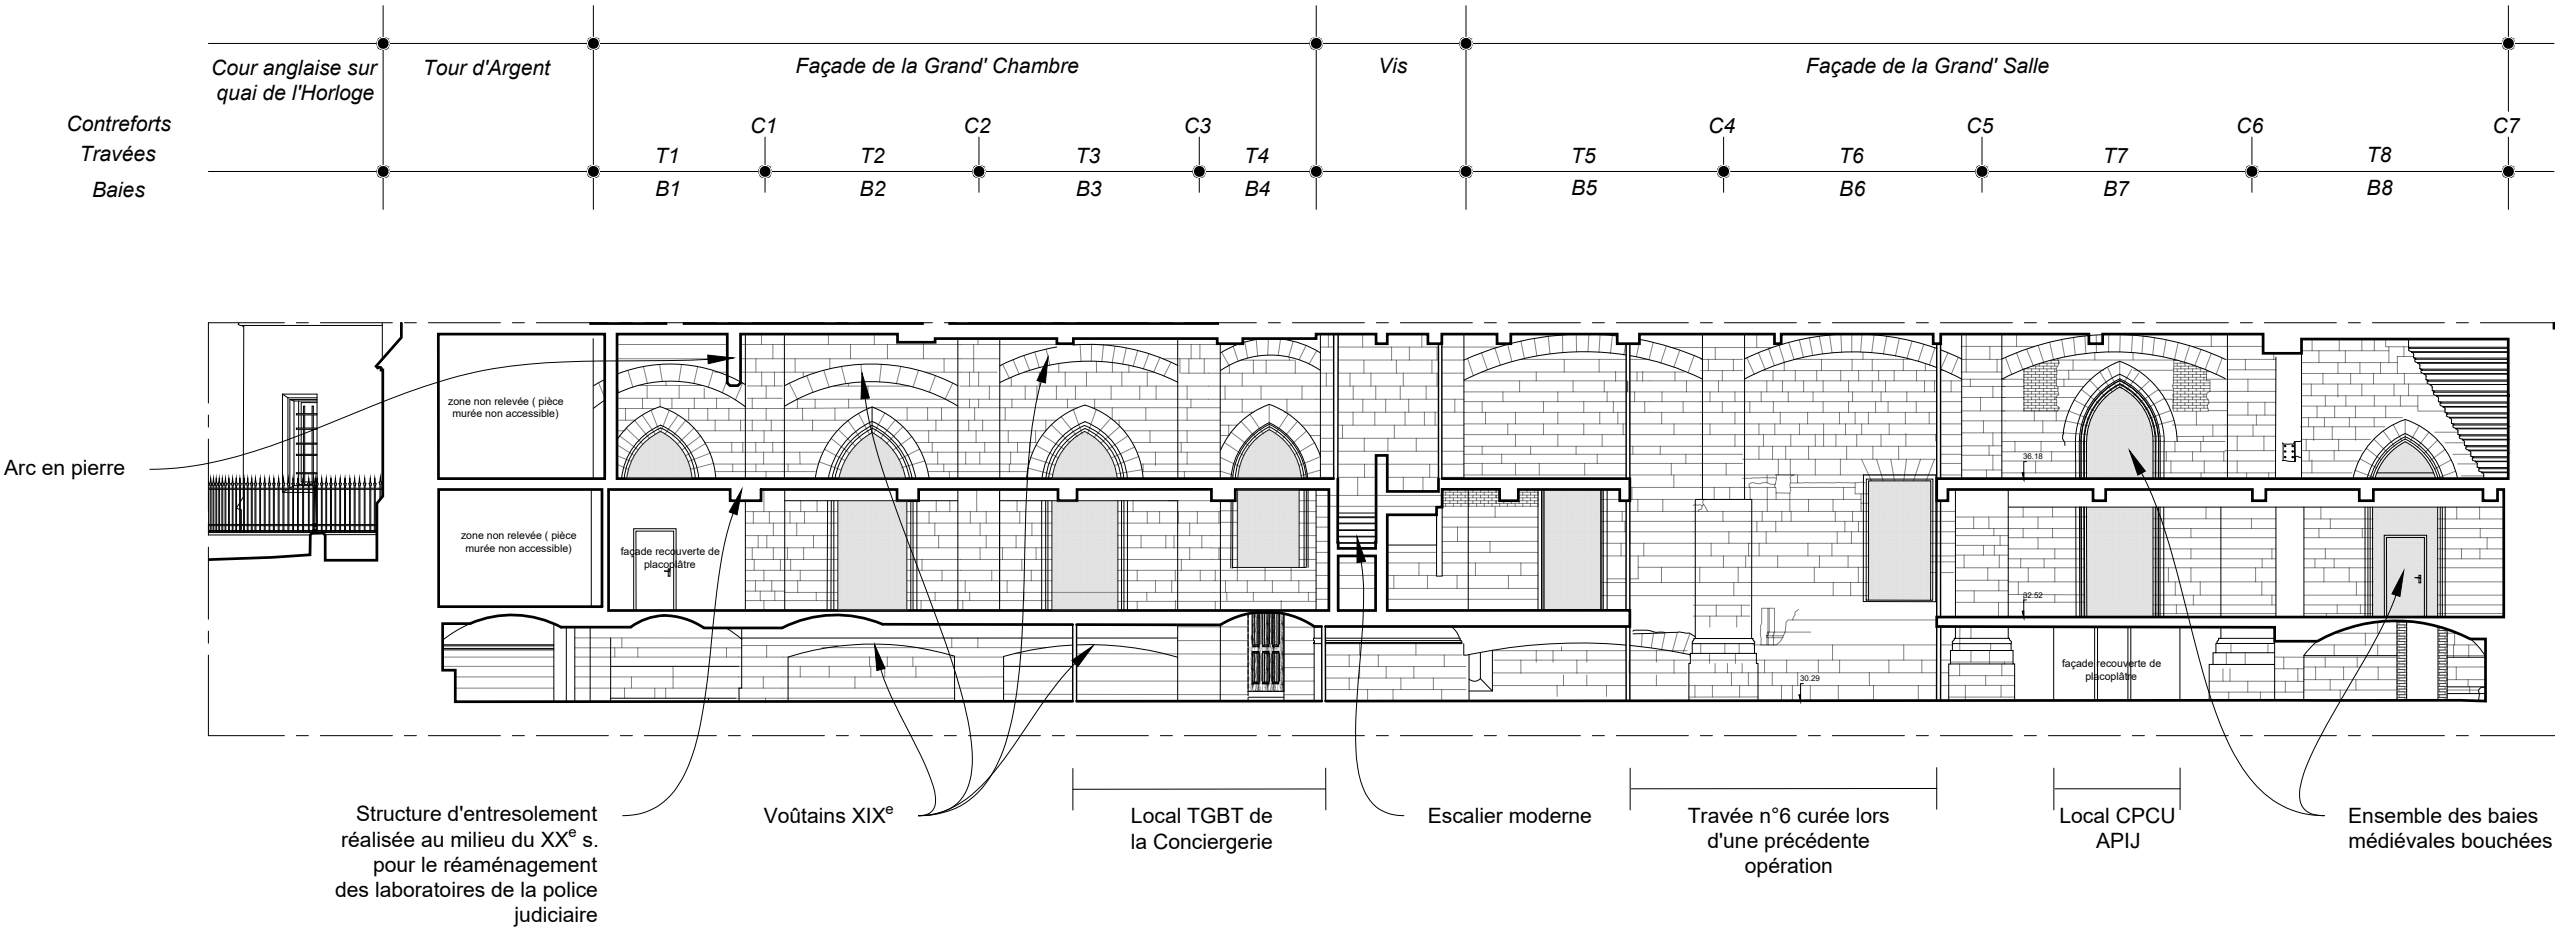 Cour anglaise sur
quai de l'Horloge
Tour d'Argent
Façade de la Grand' Chambre
Vis
Façade de la Grand' Salle
Contreforts
C1
C2
C3
C4
C5
C6
C7
Travées
T1
T2
T3
T4
T5
T6
T7
T8
Baies
B1
B2
B3
B4
B5
B6
B7
B8
zone non relevée ( pièce
murée non accessible)
Arc en pierre
36.18
zone non relevée ( pièce
murée non accessible)
façade recouverte de
placoplâtre
32.52
façade recouverte de
placoplâtre
30.29
Structure d'entresolement
réalisée au milieu du XXe s.
pour le réaménagement
des laboratoires de la police
judiciaire
Voûtains XIXe
Local TGBT de
la Conciergerie
Escalier moderne
Travée n°6 curée lors
d'une précédente
opération
Local CPCU
APIJ
Ensemble des baies
médiévales bouchées